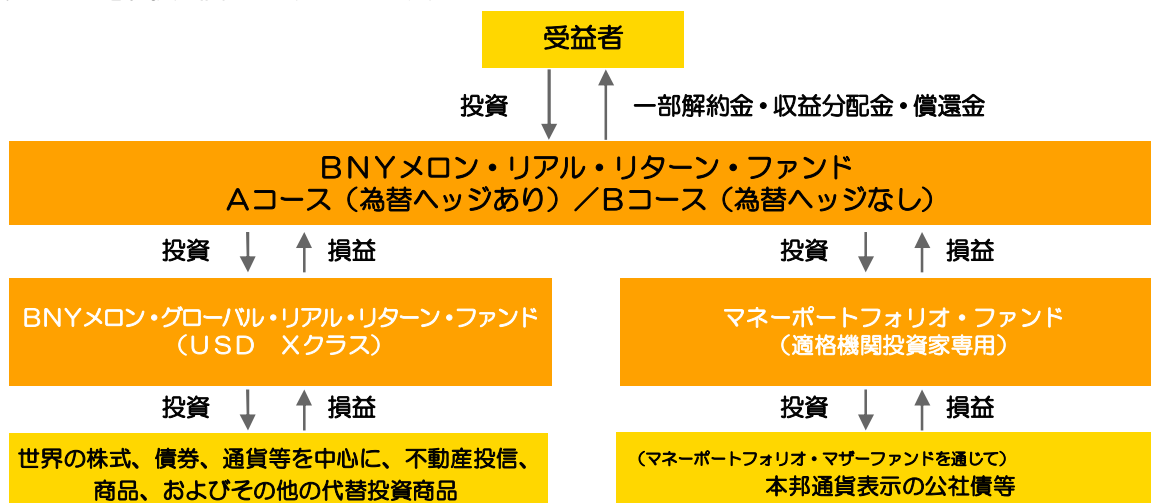 受益者
投資
一部解約金・収益分配金・償還金
BNYメロン・リアル・リターン・ファンド
Aコース（為替ヘッジあり）／Bコース（為替ヘッジなし）
投資
損益
投資
損益
BNYメロン・グローバル・リアル・リターン・ファンド
（USD　Xクラス）
マネーポートフォリオ・ファンド
（適格機関投資家専用）
投資
損益
投資
損益
世界の株式、債券、通貨等を中心に、不動産投信、
商品、およびその他の代替投資商品
（マネーポートフォリオ・マザーファンドを通じて）
本邦通貨表示の公社債等